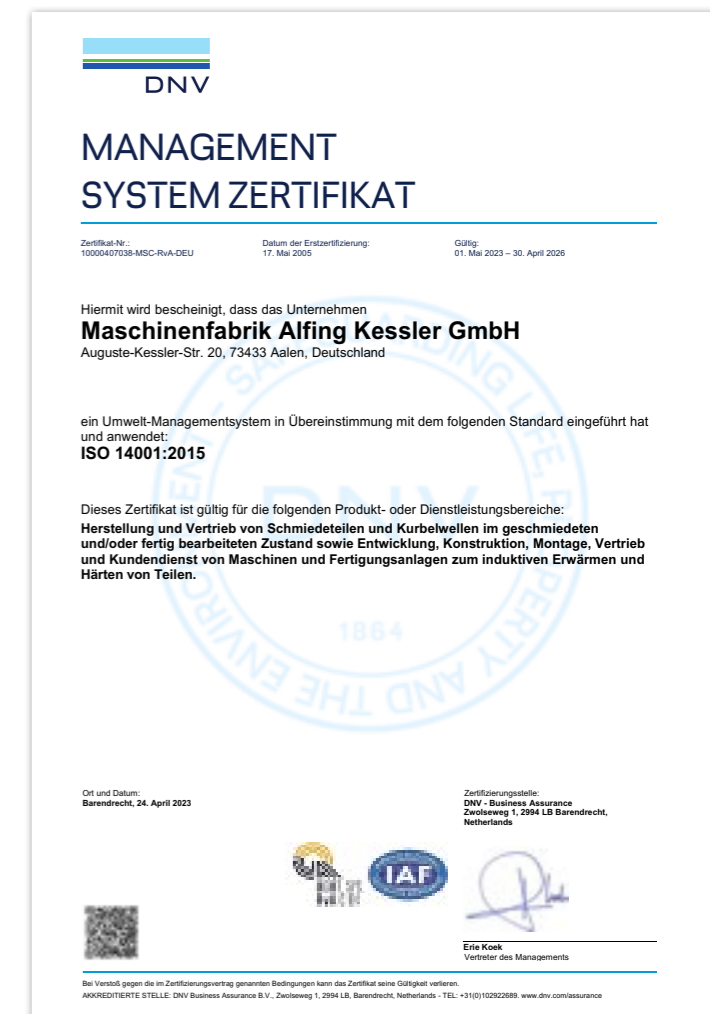 DNV
MANAGEMENT
SYSTEM ZERTIFIKAT
Zertifikat-Nr.:
10000407038-MSC-RvA-DEU
Datum der Erstzertifizierung:
17. Mai 2005
Gültig:
01. Mai 2023 – 30. April 2026
Hiermit wird bescheinigt, dass das Unternehmen
Maschinenfabrik Alfing Kessler GmbH
Auguste-Kessler-Str. 20, 73433 Aalen, Deutschland
ein Umwelt-Managementsystem in Übereinstimmung mit dem folgenden Standard eingeführt hat
und anwendet:
ISO 14001:2015
Dieses Zertifikat ist gültig für die folgenden Produkt- oder Dienstleistungsbereiche:
Herstellung und Vertrieb von Schmiedeteilen und Kurbelwellen im geschmiedeten
und/oder fertig bearbeiteten Zustand sowie Entwicklung, Konstruktion, Montage, Vertrieb
und Kundendienst von Maschinen und Fertigungsanlagen zum induktiven Erwärmen und
Härten von Teilen.
SAFEGUARDING LIFE, PROPERTY AND THE ENVIRONMENT –
DNV
1864
Ort und Datum:
Barendrecht, 24. April 2023
Zertifizierungsstelle:
DNV - Business Assurance
Zwolseweg 1, 2994 LB Barendrecht,
Netherlands
IAF
Erie Koek
Vertreter des Managements
Bei Verstoß gegen die im Zertifizierungsvertrag genannten Bedingungen kann das Zertifikat seine Gültigkeit verlieren.
AKKREDITIERTE STELLE: DNV Business Assurance B.V., Zwolseweg 1, 2994 LB, Barendrecht, Netherlands - TEL: +31(0)102922689. www.dnv.com/assurance